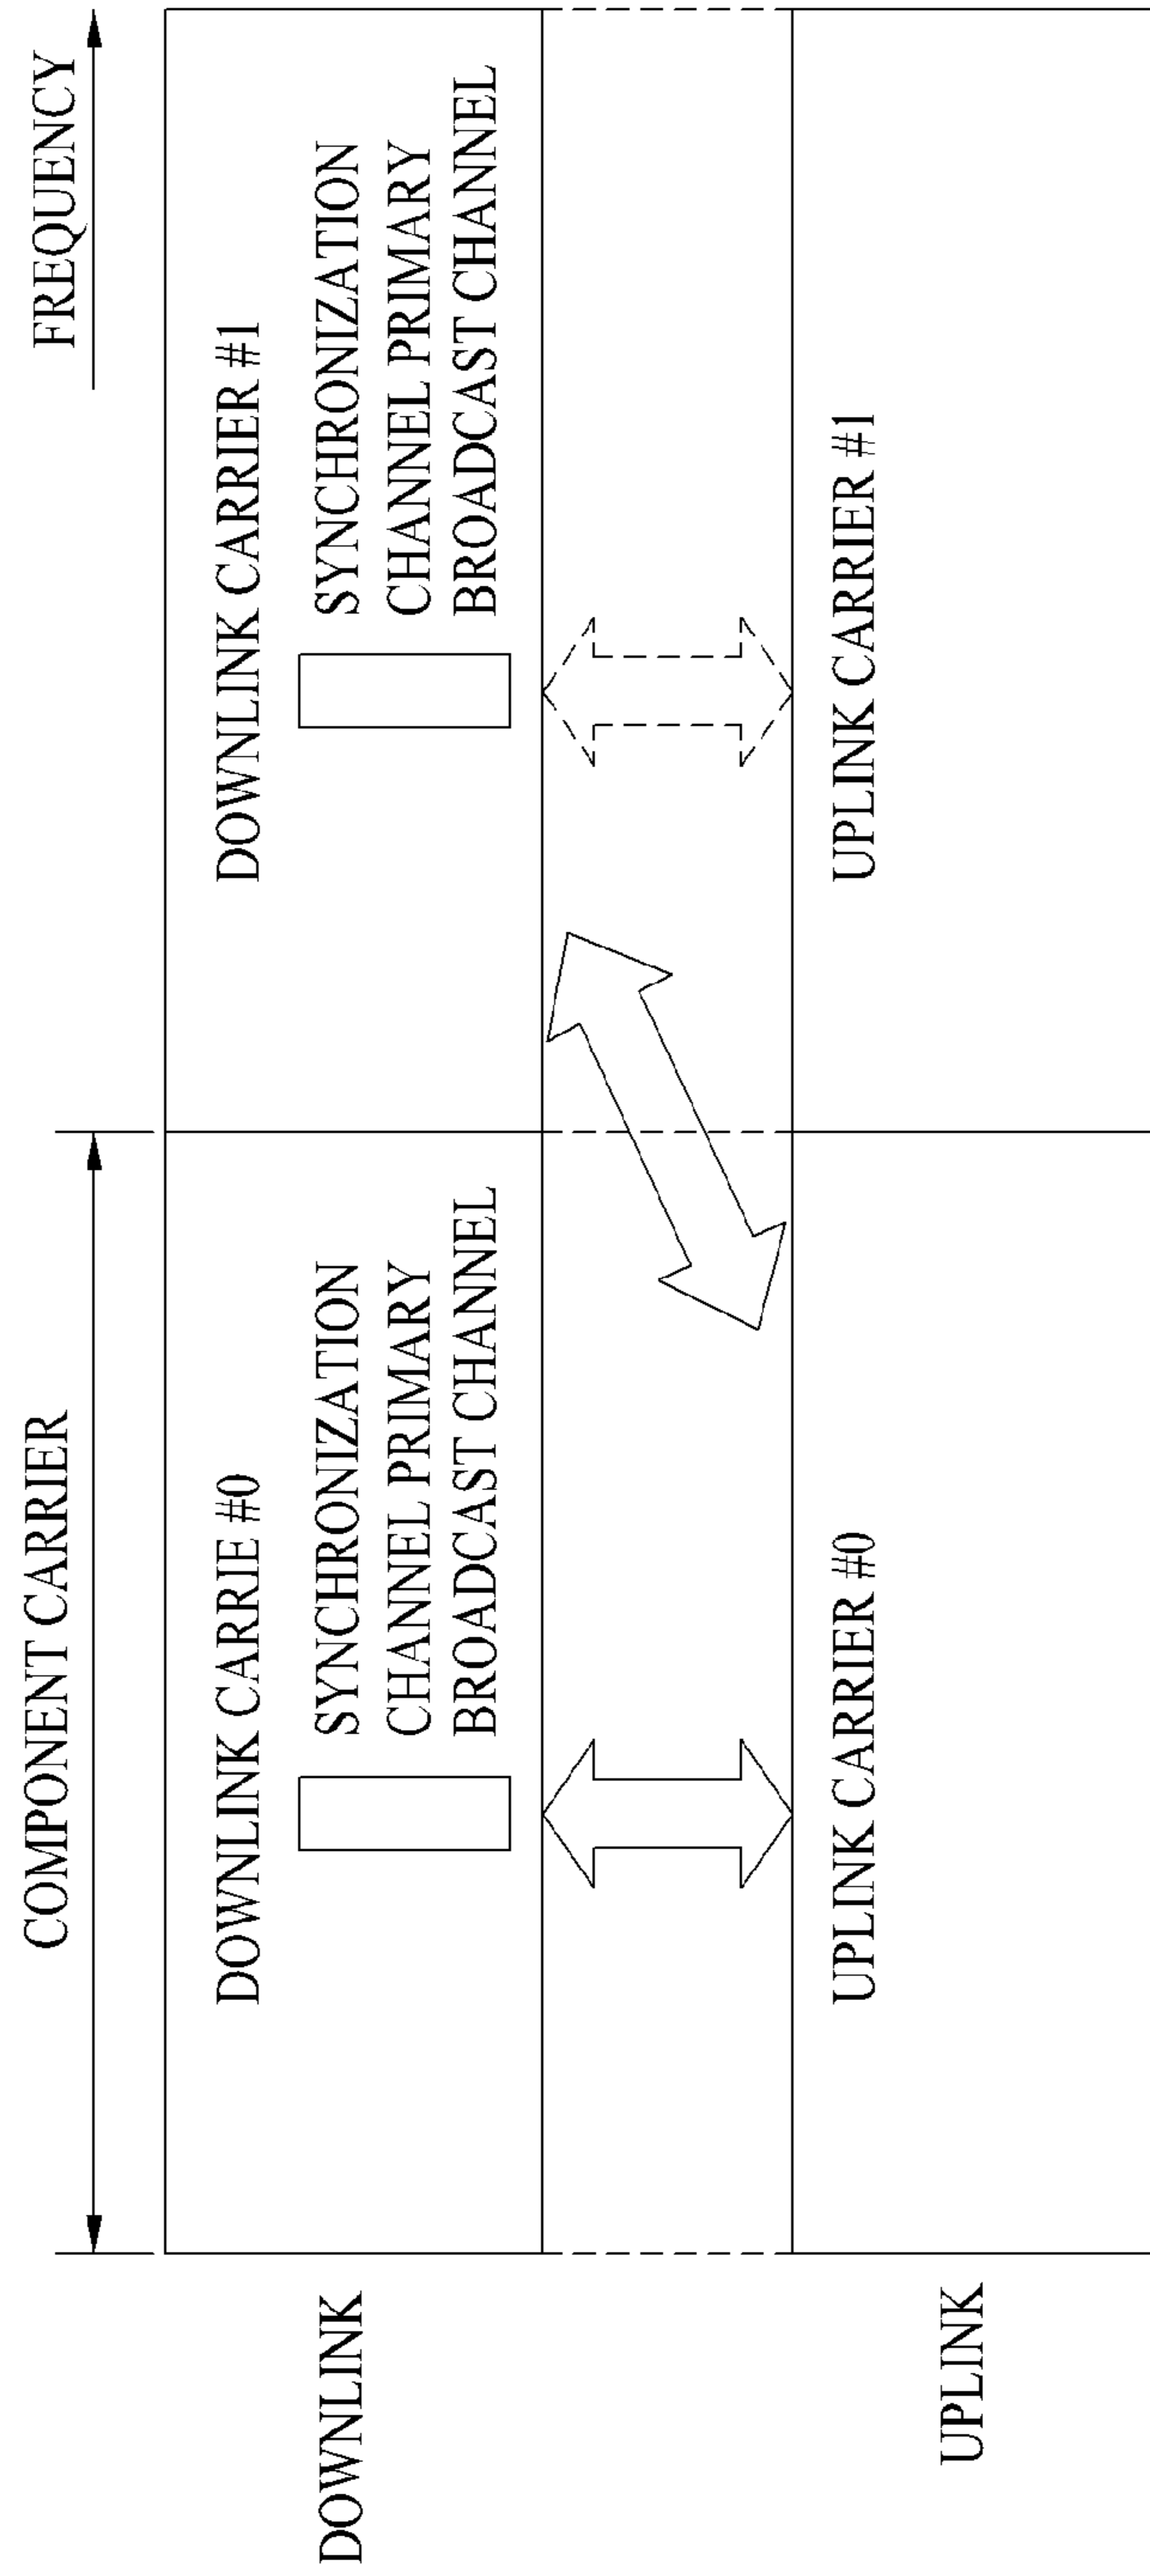 COMPONENT CARRIER
FREQUENCY
DOWNLINK
DOWNLINK CARRIE #0
SYNCHRONIZATION
CHANNEL PRIMARY
BROADCAST CHANNEL
DOWNLINK CARRIER #1
SYNCHRONIZATION
CHANNEL PRIMARY
BROADCAST CHANNEL
UPLINK
UPLINK CARRIER #0
UPLINK CARRIER #1